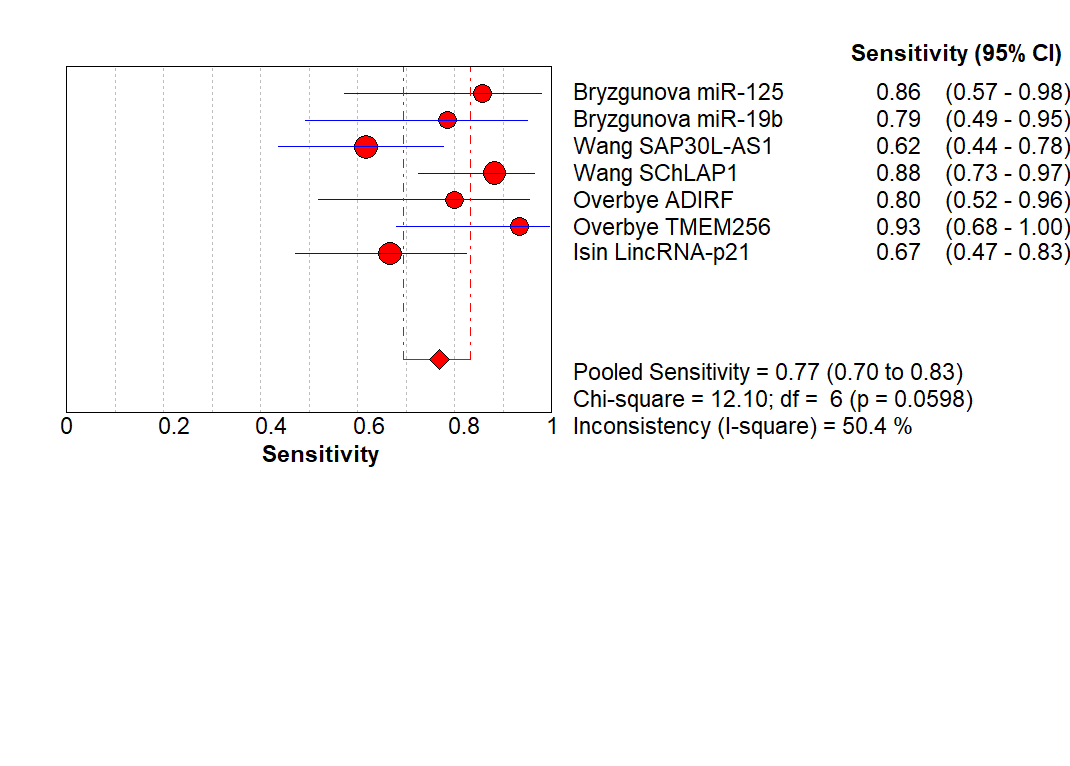 Sensitivity (95% CI)
Bryzgunova miR-125 0.86 (0.57 - 0.98)
Bryzgunova miR-19b 0.79 (0.49 - 0.95)
Wang SAP30L-AS1 0.62 (0.44 - 0.78)
Wang SChLAP1 0.88 (0.73 - 0.97)
Overbye ADIRF 0.80 (0.52 - 0.96)
Overbye TMEM256 0.93 (0.68 - 1.00)
Isin LincRNA-p21 0.67 (0.47 - 0.83)
Pooled Sensitivity = 0.77 (0.70 to 0.83)
Chi-square = 12.10; df = 6 (p = 0.0598)
Inconsistency (I-square) = 50.4 %
0 0.2 0.4 0.6 0.8 1
Sensitivity